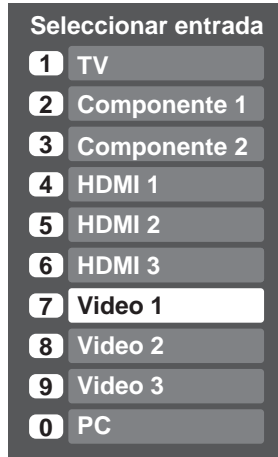 Seleccionar entrada
1 TV
2 Componente 1
3 Componente 2
4 HDMI 1
5 HDMI 2
6 HDMI 3
7 Video 1
8 Video 2
9 Video 3
0 PC